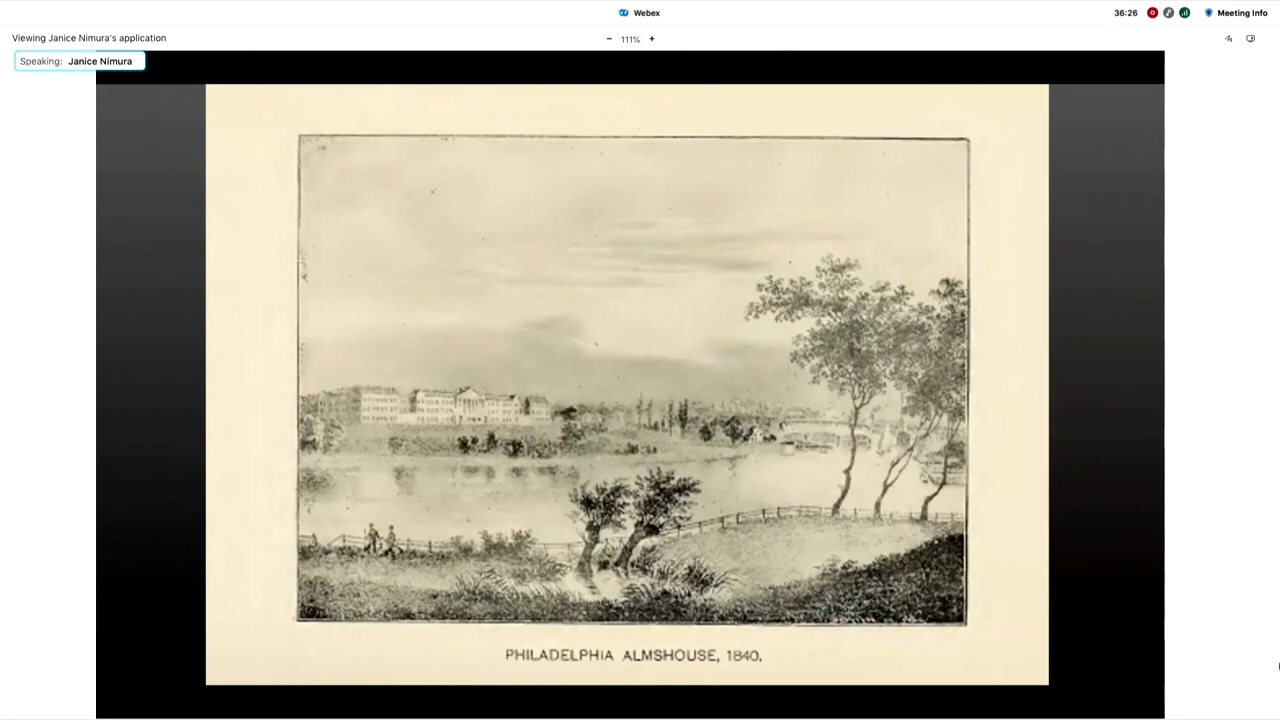 Webex
36:26
Meeting Info
Viewing Janice Nimura's application
111%
Speaking: Janice Nimura
PHILADELPHIA ALMSHOUSE, 1840.